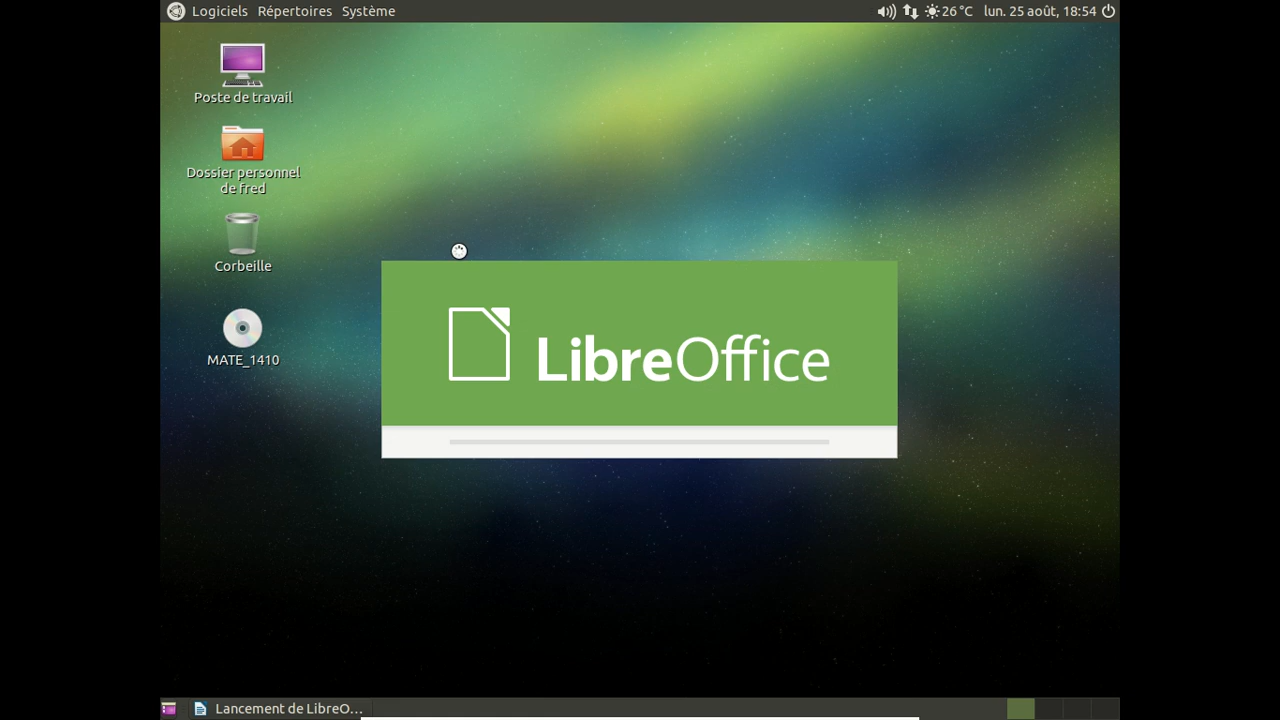 Logiciels Répertoires Système
26 °C lun. 25 août, 18:54
Poste de travail
Dossier personnel
de fred
Corbeille
MATE_1410
LibreOffice
Lancement de LibreO...